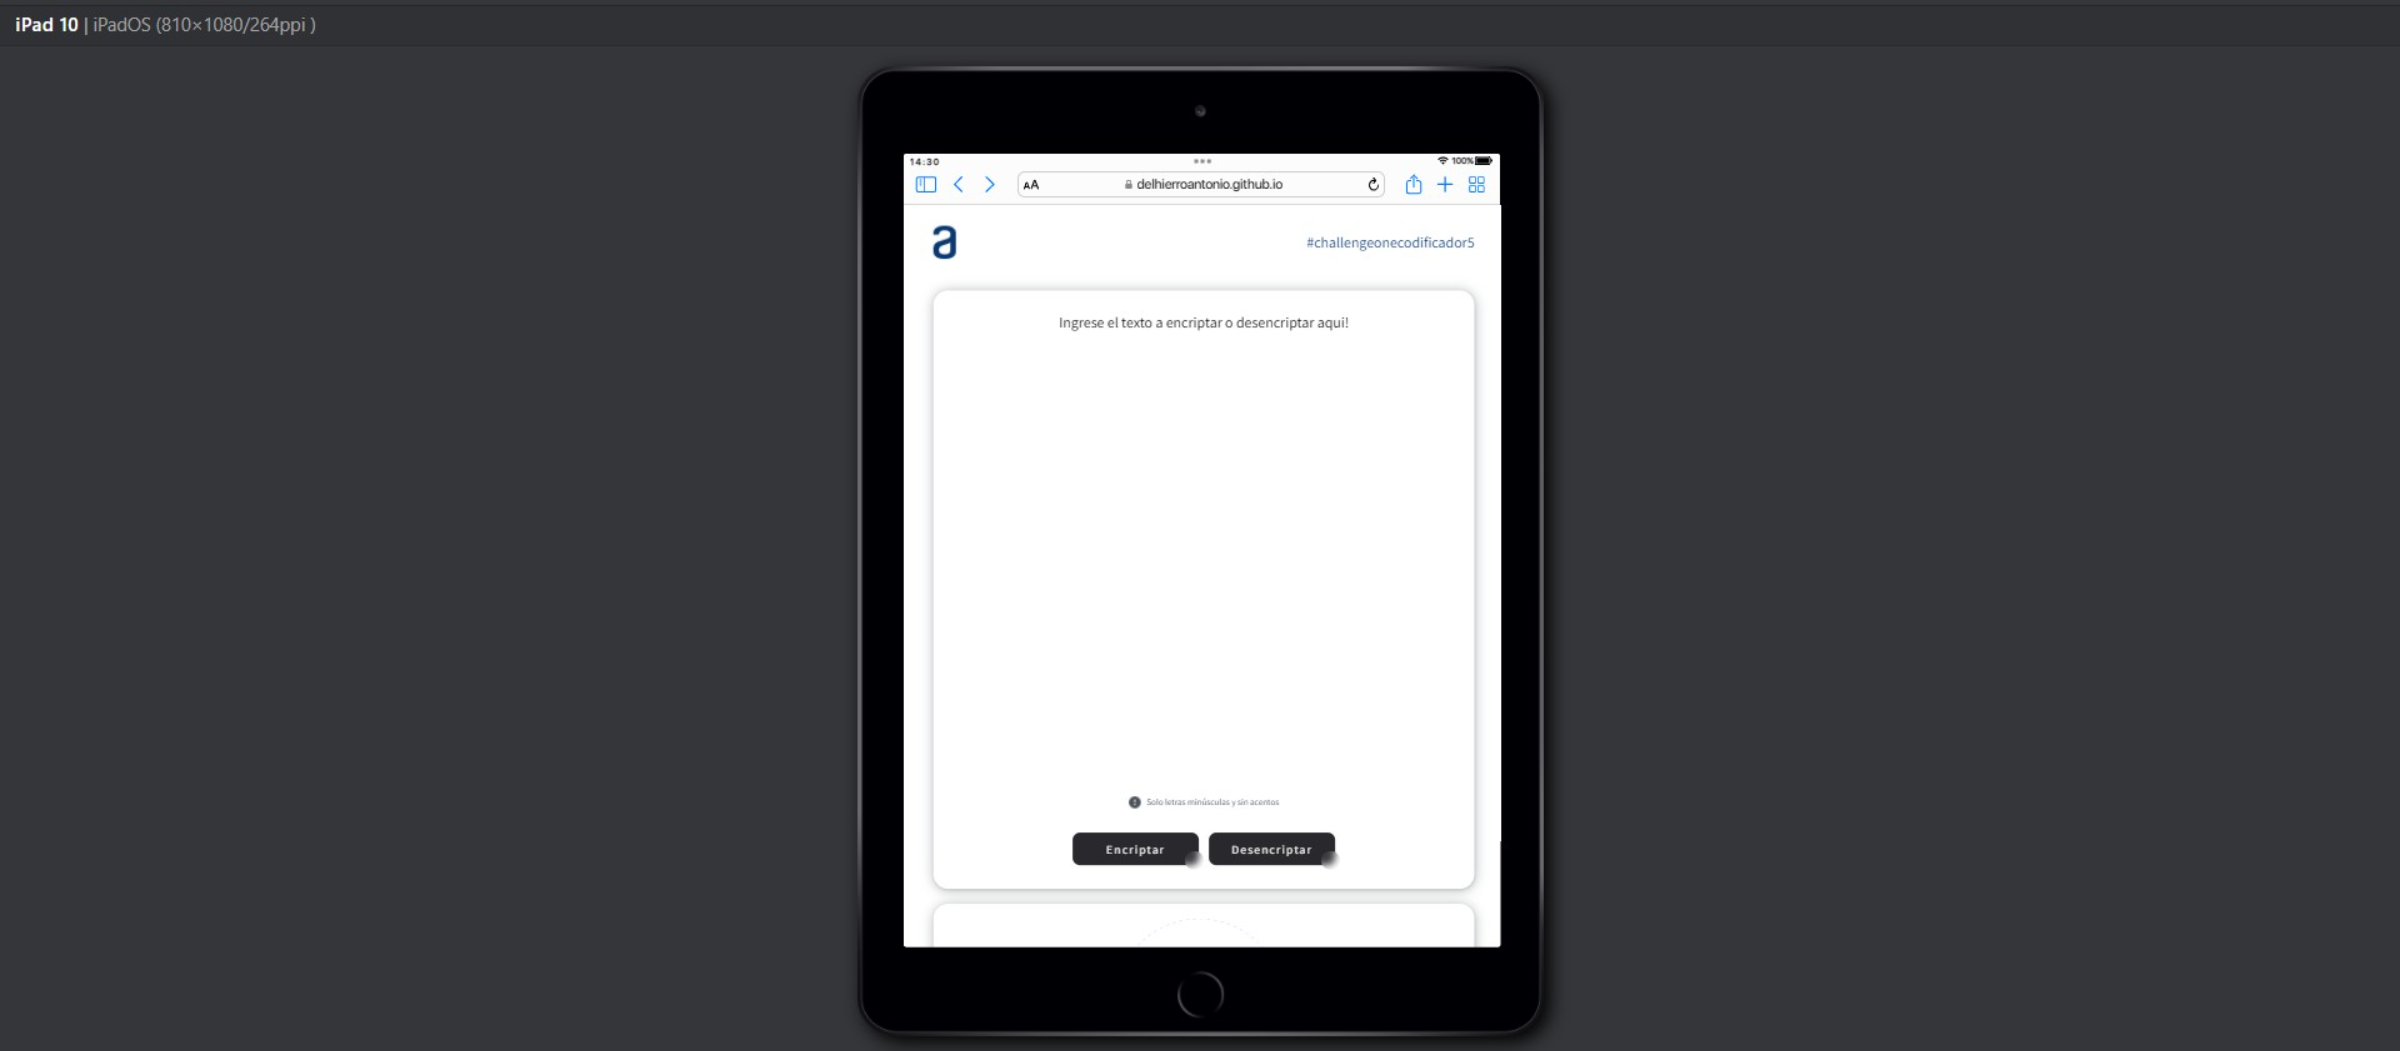 iPad 10 | iPadOS (810×1080/264ppi )
14:30
100%
AA
delhierroantonio.github.io
a
#challengeonecodificador5
Ingrese el texto a encriptar o desencriptar aqui!
Solo letras minúsculas y sin acentos
Encriptar
Desencriptar